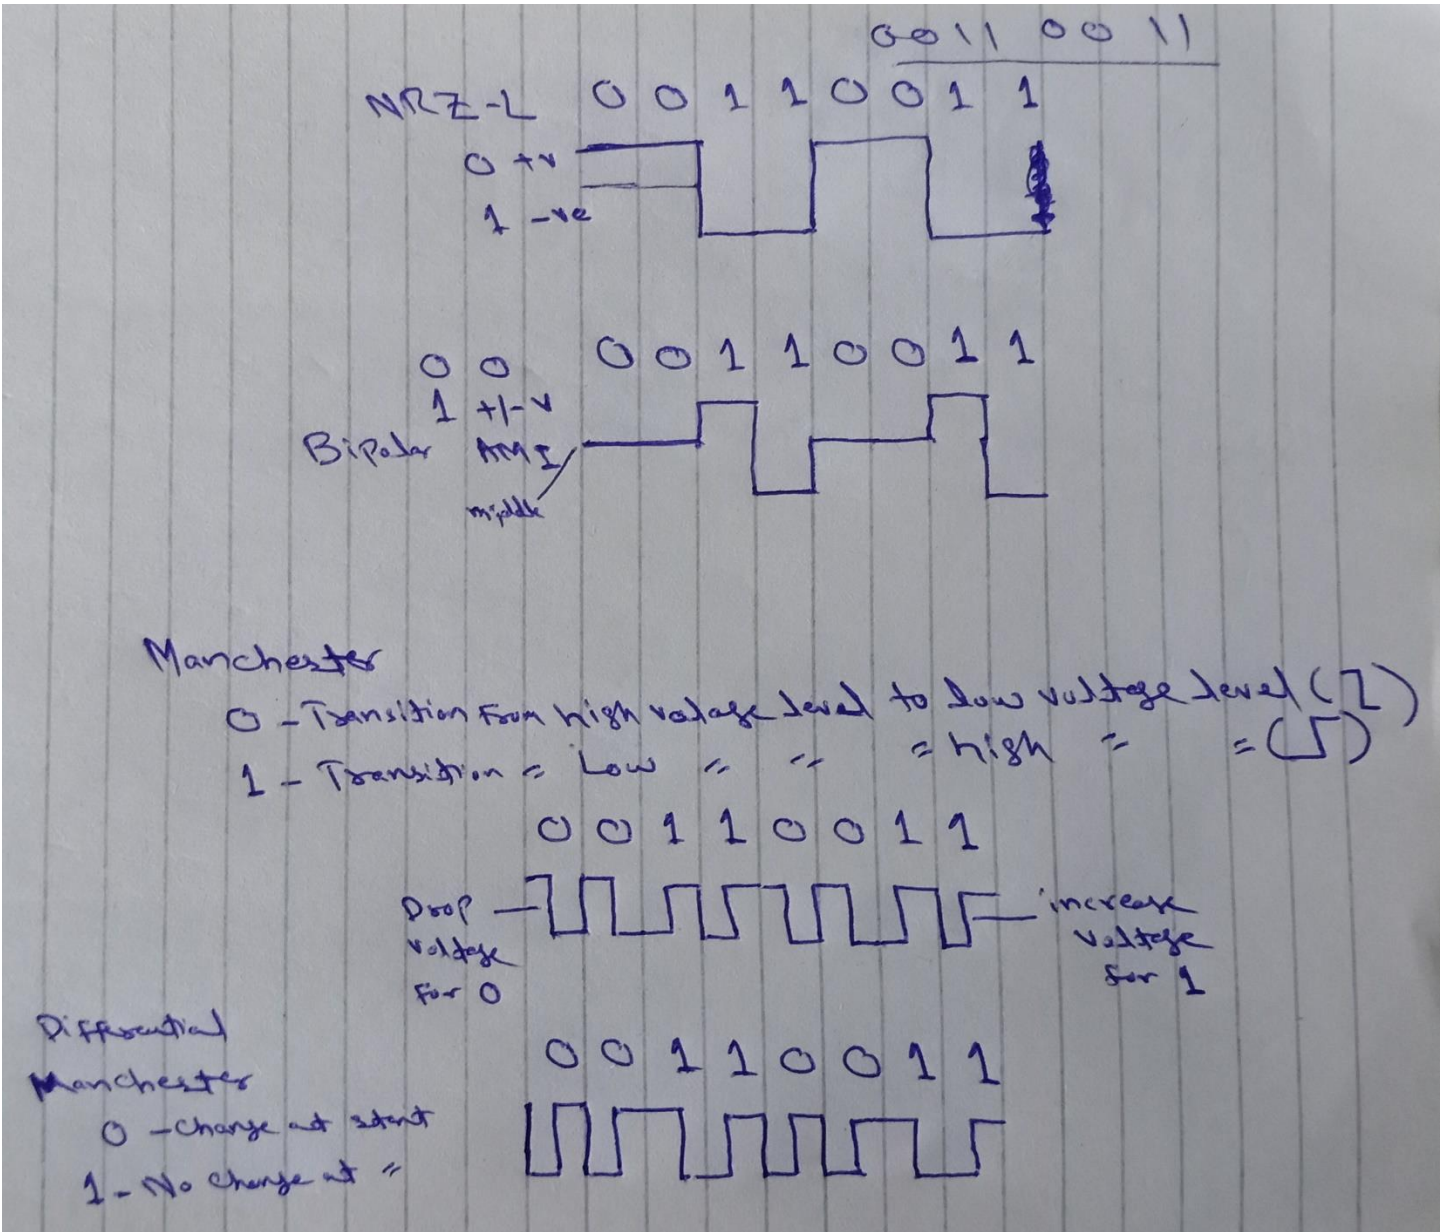 0011 0011
NRZ-L 0 0 1 1 0 0 1 1
0 +v
1 -ve
0 0 0 0 1 1 0 0 1 1
1 +/- v
Bipolar AMI
middle
Manchester
0 - Transition From high volage level to low voltage level ( )
1 - Transition = Low = = = high = = ( )
0 0 1 1 0 0 1 1
Drop voltage For 0
increase voltage for 1
Differential
Manchester
0 0 1 1 0 0 1 1
0 - Change at start
1 - No change at =